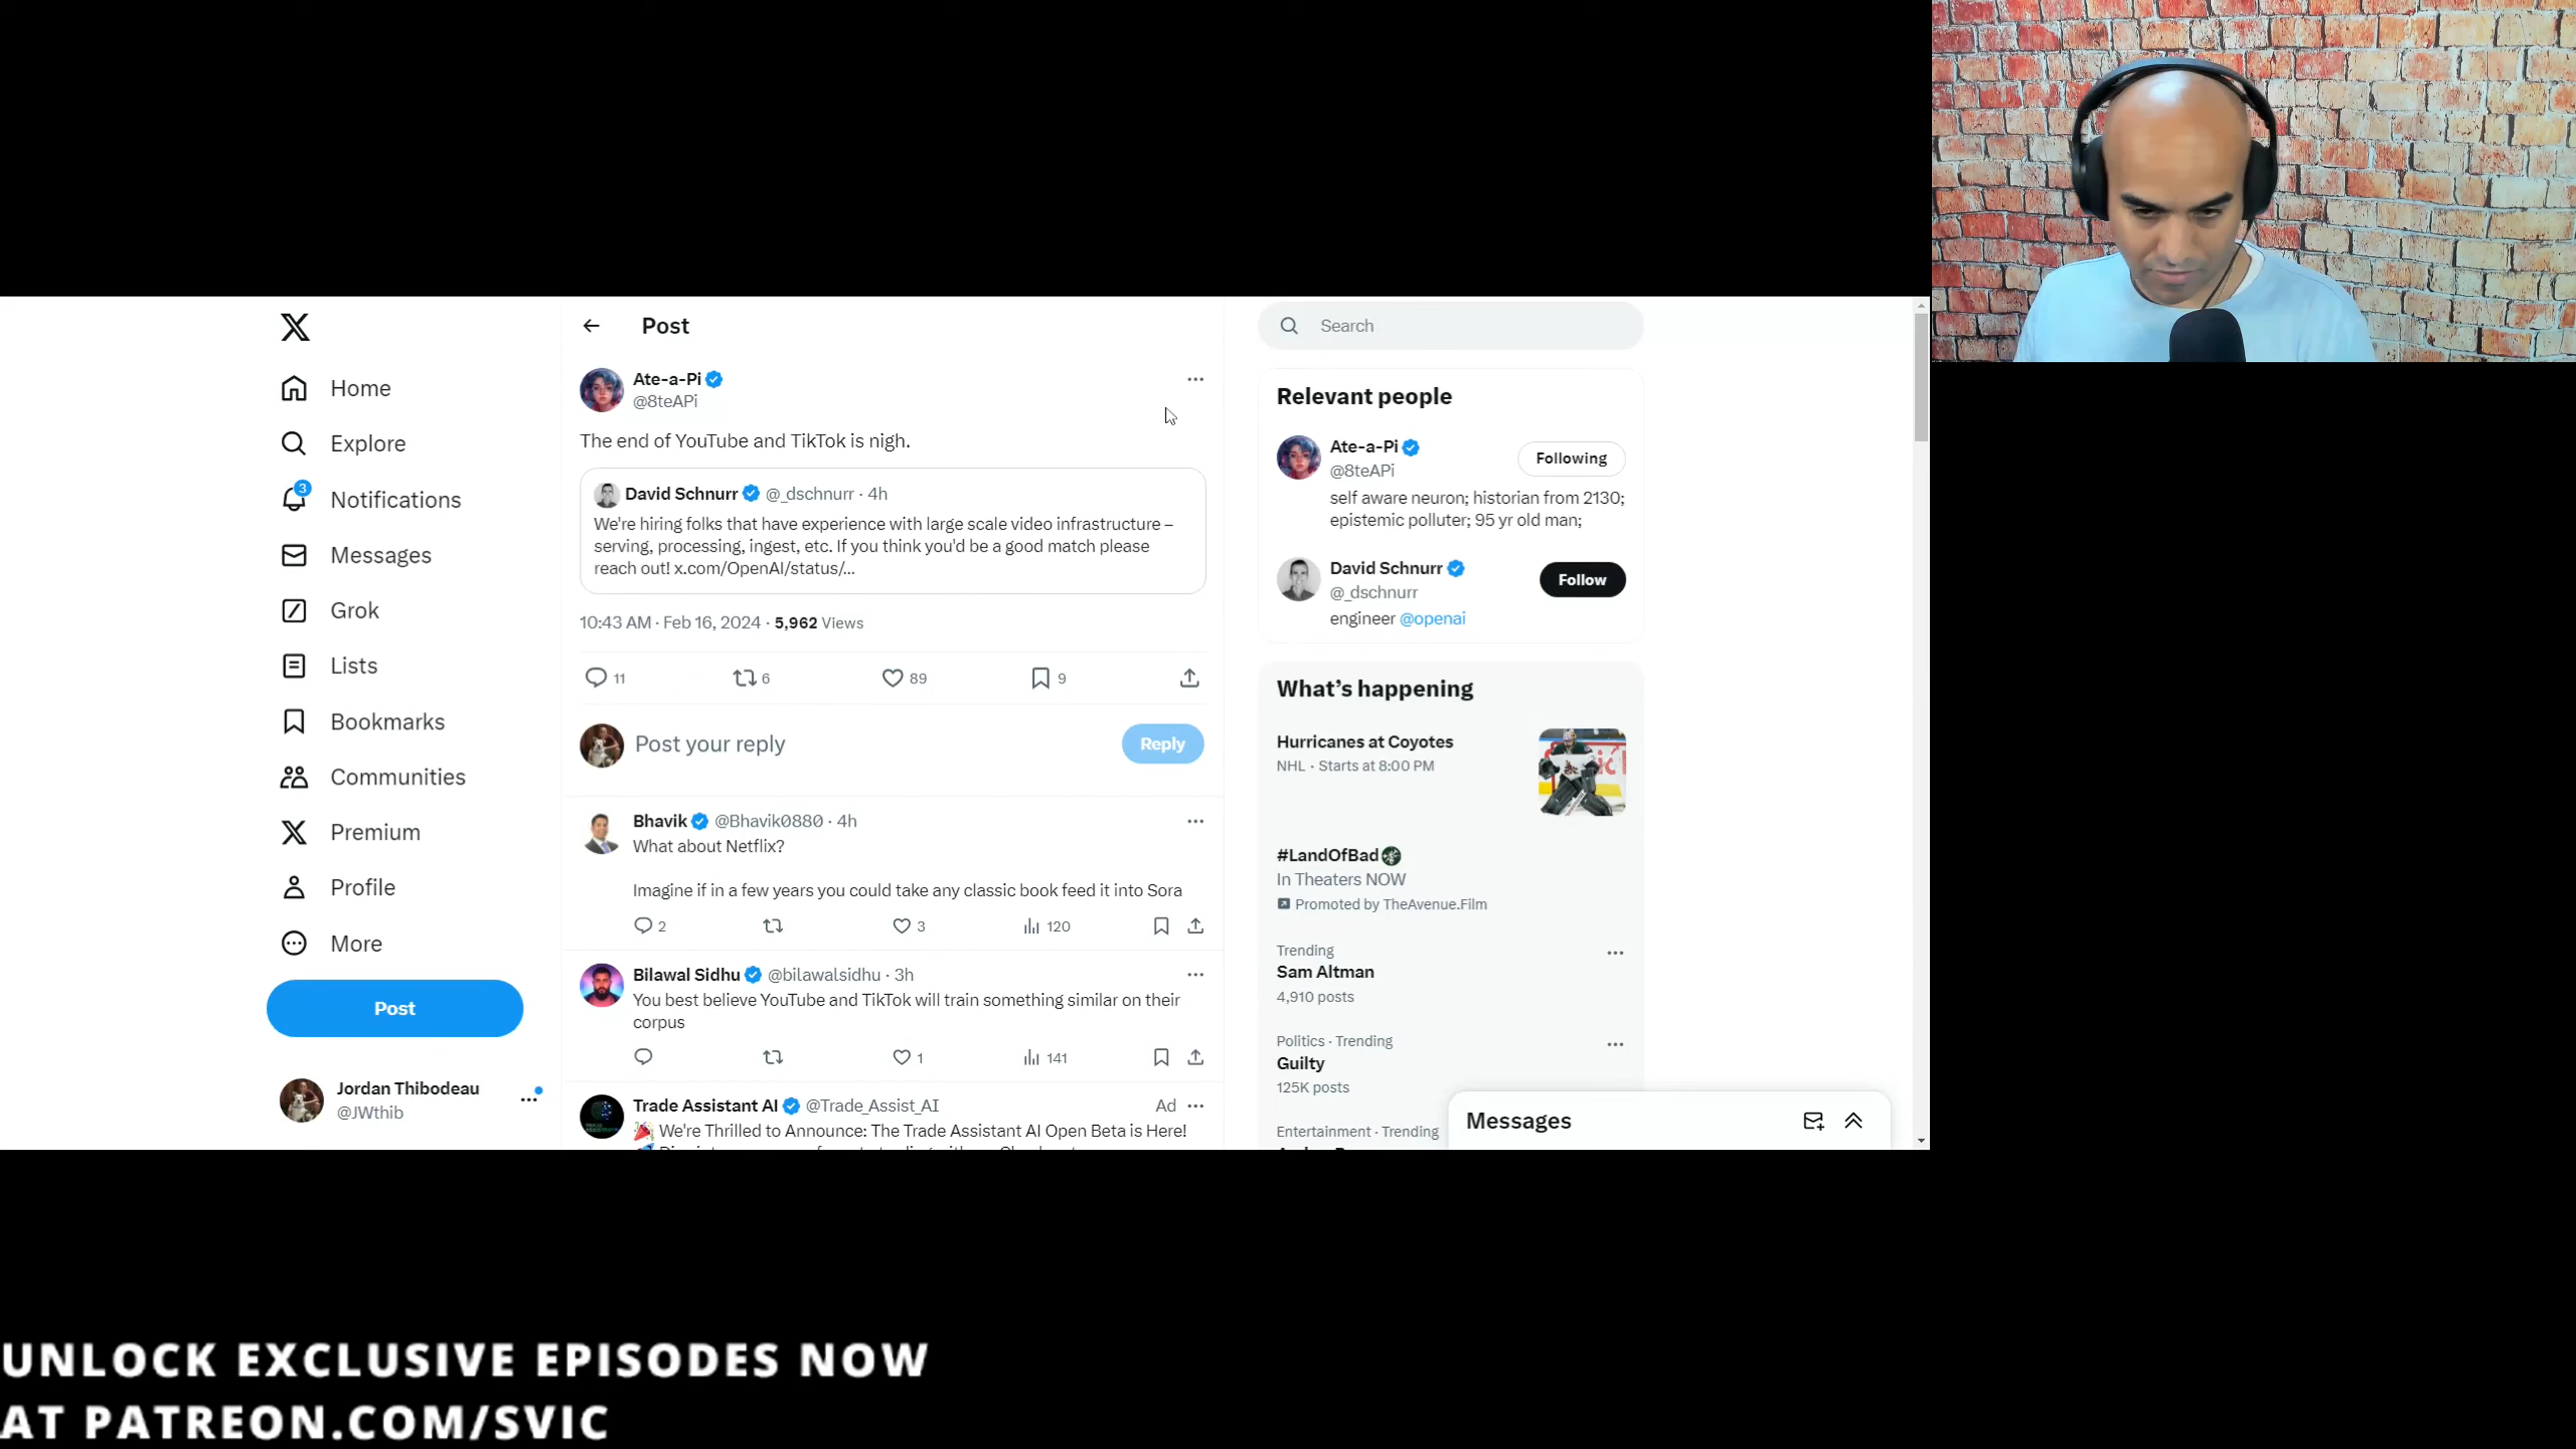 Home
Explore
3
Notifications
Messages
Grok
Lists
Bookmarks
Communities
Premium
Profile
More
Post
Jordan Thibodeau
@JWthib
Post
Ate-a-Pi
@8teAPi
The end of YouTube and TikTok is nigh.
David Schnurr @_dschnurr · 4h
We're hiring folks that have experience with large scale video infrastructure –
serving, processing, ingest, etc. If you think you'd be a good match please
reach out! x.com/OpenAI/status/...
10:43 AM · Feb 16, 2024 · 5,962 Views
11 6 89 9
Post your reply
Reply
Bhavik @Bhavik0880 · 4h
What about Netflix?
Imagine if in a few years you could take any classic book feed it into Sora
2 3 120
Bilawal Sidhu @bilawalsidhu · 3h
You best believe YouTube and TikTok will train something similar on their
corpus
1 141
Trade Assistant AI @Trade_Assist_AI Ad
We're Thrilled to Announce: The Trade Assistant AI Open Beta is Here!
Search
Relevant people
Ate-a-Pi
@8teAPi
Following
self aware neuron; historian from 2130;
epistemic polluter; 95 yr old man;
David Schnurr
@_dschnurr
Follow
engineer @openai
What's happening
Hurricanes at Coyotes
NHL · Starts at 8:00 PM
#LandOfBad
In Theaters NOW
Promoted by TheAvenue.Film
Trending
Sam Altman
4,910 posts
Politics · Trending
Guilty
125K posts
Entertainment · Trending
Messages
UNLOCK EXCLUSIVE EPISODES NOW
AT PATREON.COM/SVIC